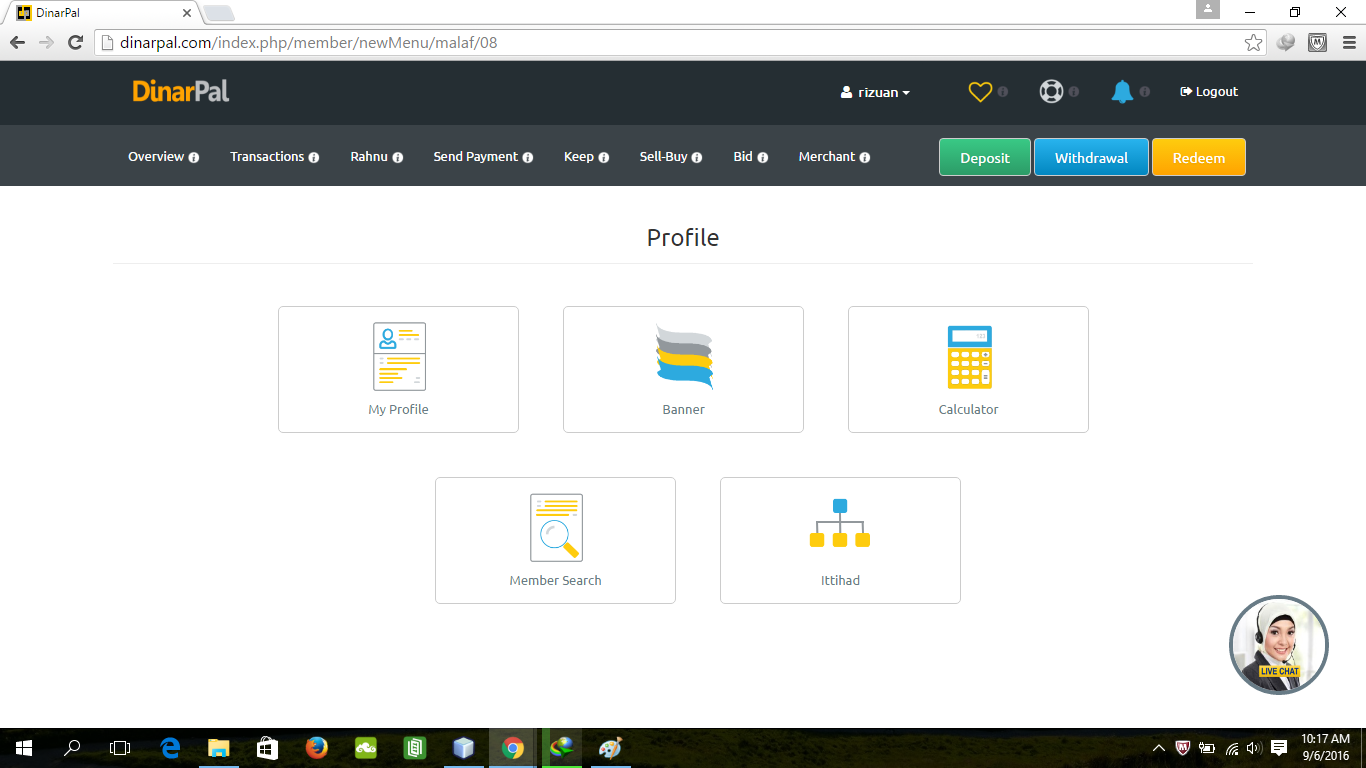 DinarPal
dinarpal.com/index.php/member/newMenu/malaf/08
DinarPal
rizuan
Logout
Overview Transactions Rahnu Send Payment Keep Sell-Buy Bid Merchant
Deposit Withdrawal Redeem
Profile
My Profile Banner Calculator
Member Search Ittihad
LIVE CHAT
10:17 AM
9/6/2016